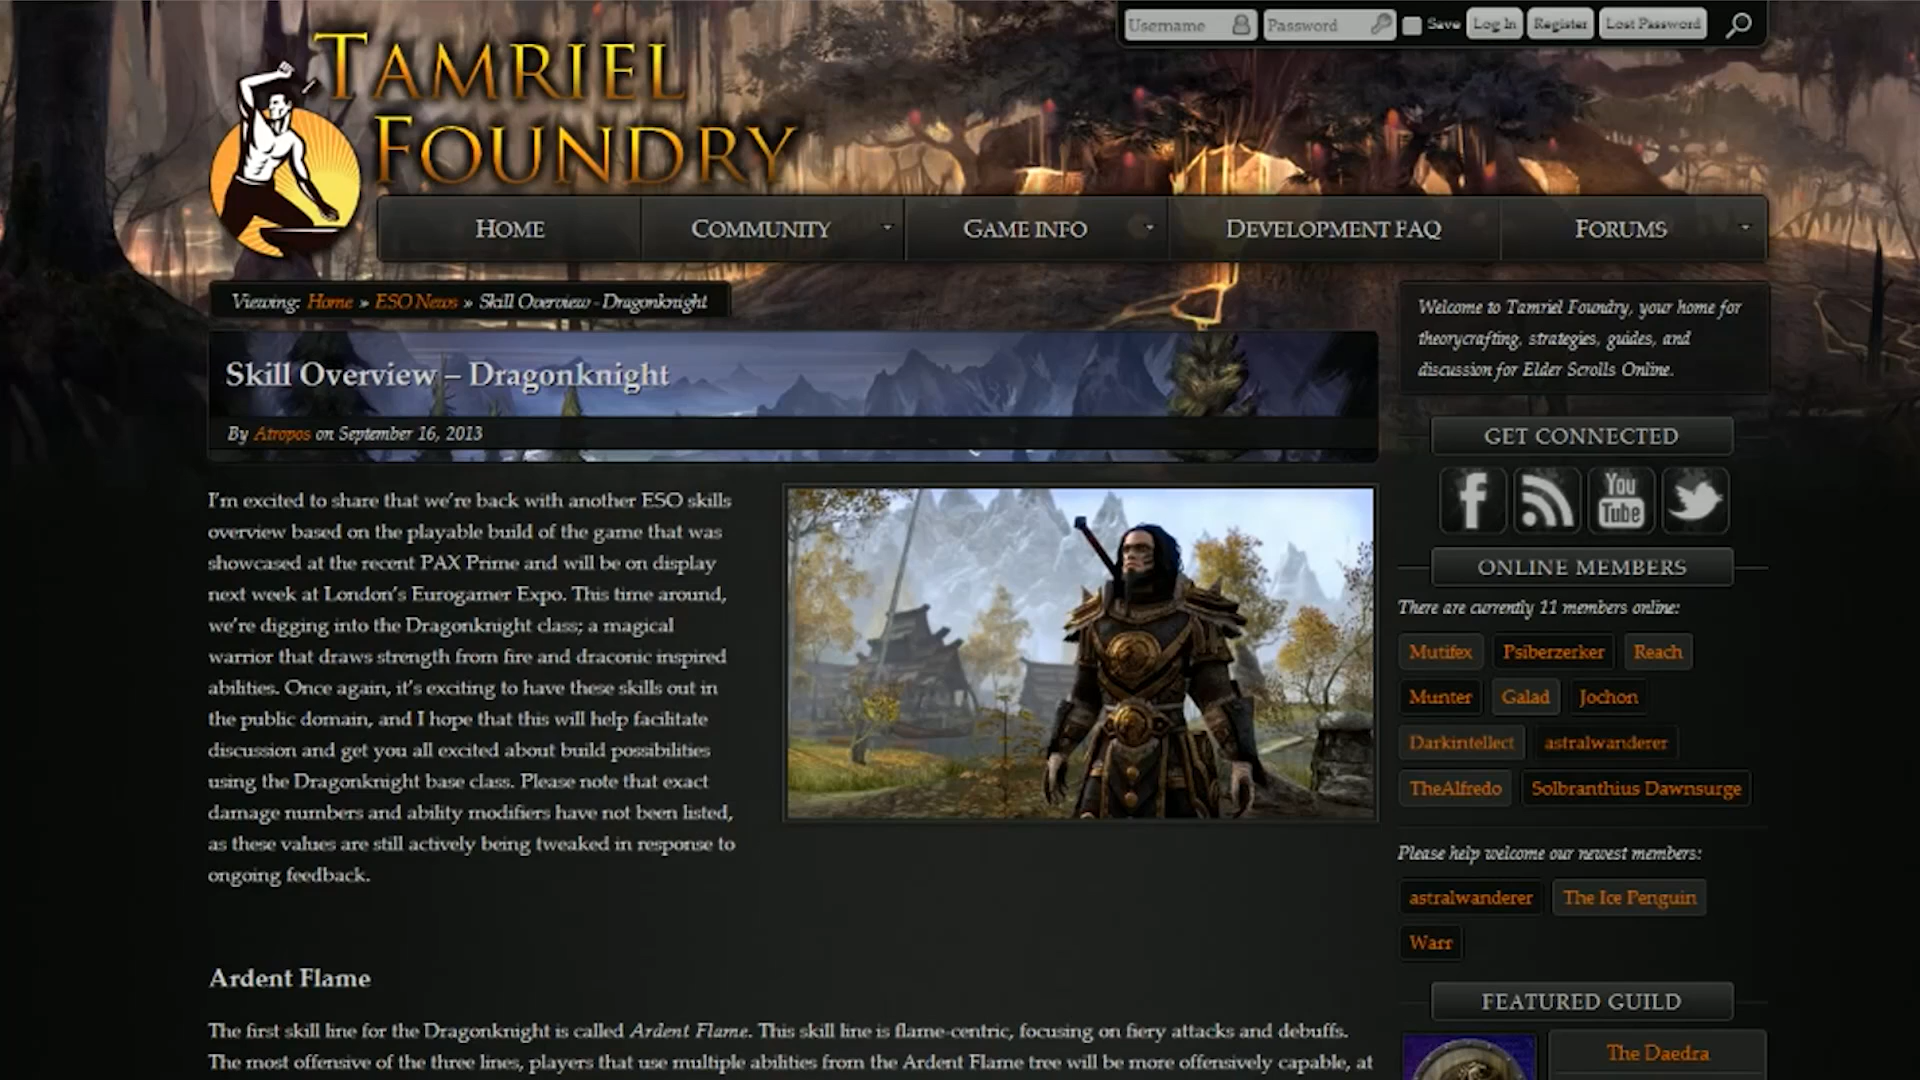 Username
Password
Save
Log In
Register
Lost Password
TAMRIEL
FOUNDRY
HOME
COMMUNITY
GAME INFO
DEVELOPMENT FAQ
FORUMS
Viewing: Home » ESO News » Skill Overview - Dragonknight
Skill Overview – Dragonknight
By Atropos on September 16, 2013
I'm excited to share that we're back with another ESO skills
overview based on the playable build of the game that was
showcased at the recent PAX Prime and will be on display
next week at London's Eurogamer Expo. This time around,
we're digging into the Dragonknight class; a magical
warrior that draws strength from fire and draconic inspired
abilities. Once again, it's exciting to have these skills out in
the public domain, and I hope that this will help facilitate
discussion and get you all excited about build possibilities
using the Dragonknight base class. Please note that exact
damage numbers and ability modifiers have not been listed,
as these values are still actively being tweaked in response to
ongoing feedback.
Ardent Flame
The first skill line for the Dragonknight is called Ardent Flame. This skill line is flame-centric, focusing on fiery attacks and debuffs.
The most offensive of the three lines, players that use multiple abilities from the Ardent Flame tree will be more offensively capable, at
Welcome to Tamriel Foundry, your home for
theorycrafting, strategies, guides, and
discussion for Elder Scrolls Online.
GET CONNECTED
You
Tube
ONLINE MEMBERS
There are currently 11 members online:
Mutifex
Psiberzerker
Reach
Munter
Galad
Jochon
Darkintellect
astralwanderer
TheAlfredo
Solbranthius Dawnsurge
Please help welcome our newest members:
astralwanderer
The Ice Penguin
Warr
FEATURED GUILD
The Daedra